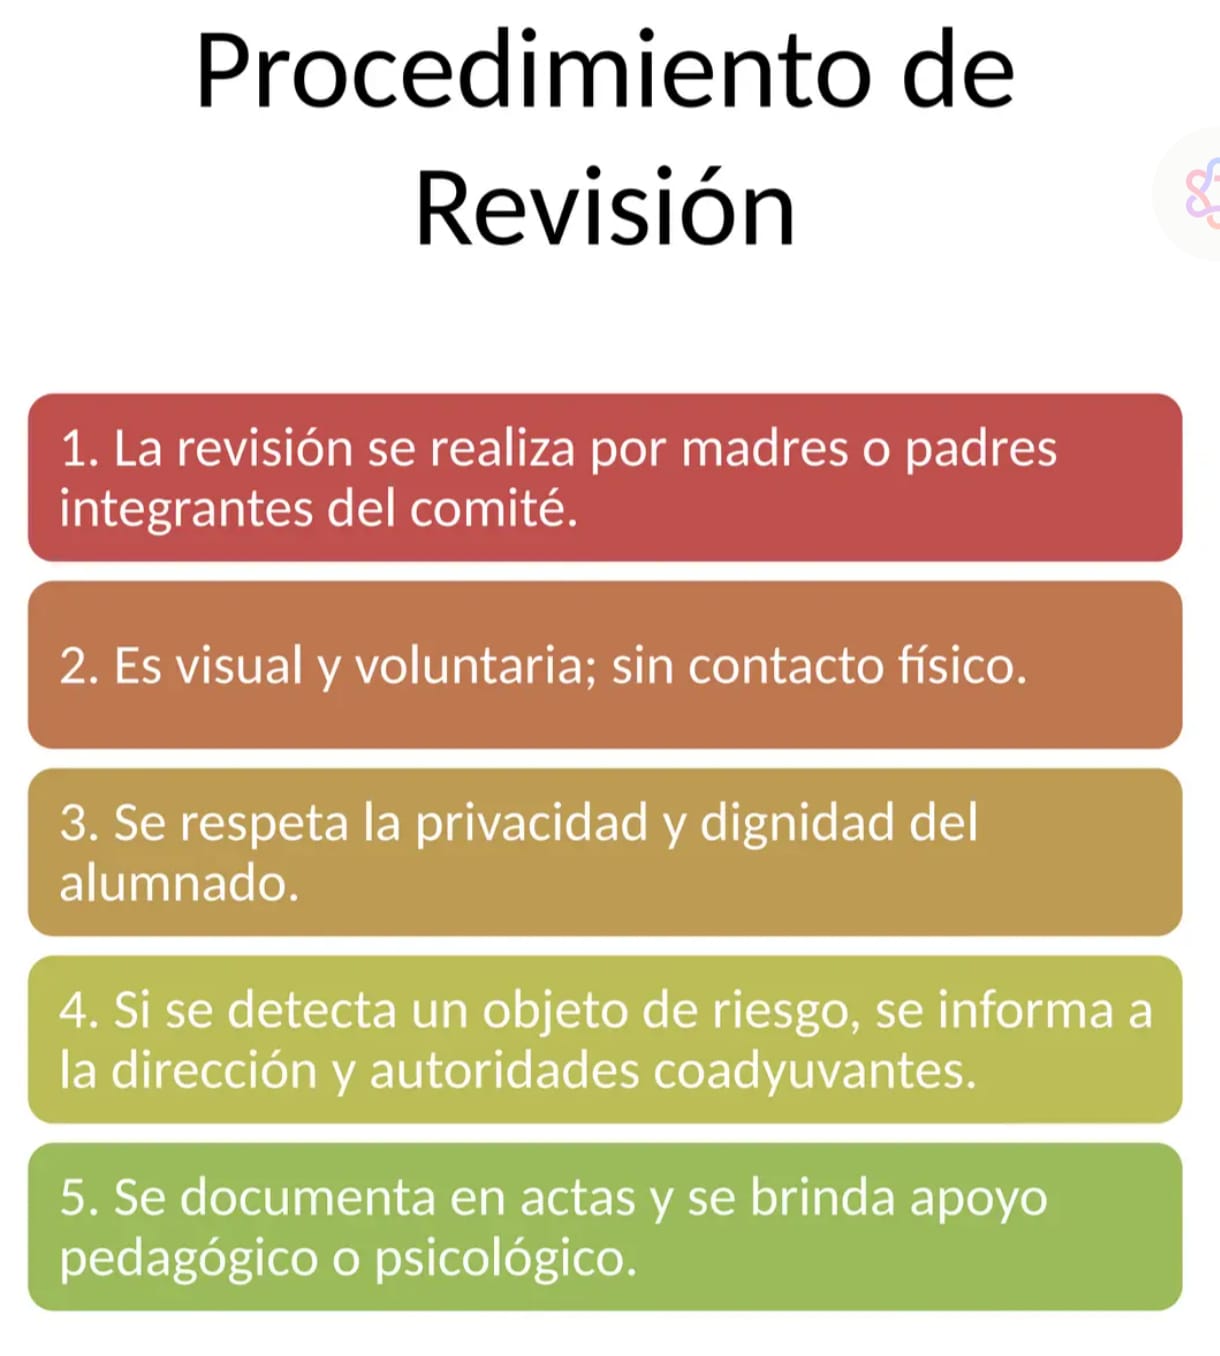 Procedimiento de
Revisión
1. La revisión se realiza por madres o padres
integrantes del comité.
2. Es visual y voluntaria; sin contacto físico.
3. Se respeta la privacidad y dignidad del
alumnado.
4. Si se detecta un objeto de riesgo, se informa a
la dirección y autoridades coadyuvantes.
5. Se documenta en actas y se brinda apoyo
pedagógico o psicológico.